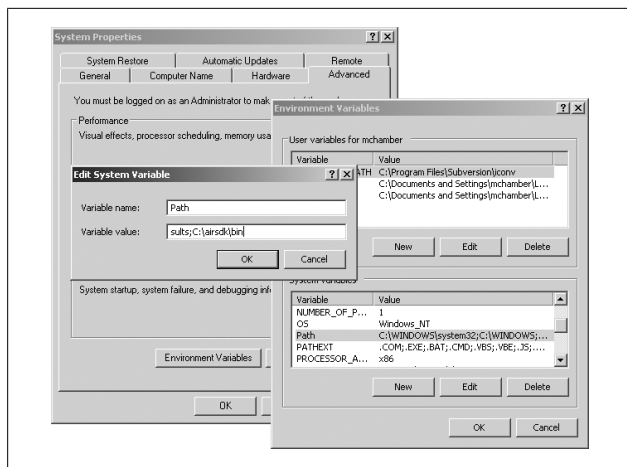 System Properties
System Restore Automatic Updates Remote
General Computer Name Hardware Advanced
You must be logged on as an Administrator to mak
Performance
Visual effects, processor scheduling, memory usa
System startup, system failure, and debugging inf
Environment Variables
OK
Environment Variables
User variables for mchamber
Variable Value
ATH C:\Program Files\Subversion\iconv
C:\Documents and Settings\mchamber\L...
C:\Documents and Settings\mchamber\L...
New Edit Delete
System variables
Variable Value
NUMBER_OF_P... 1
OS Windows_NT
Path C:\WINDOWS\system32;C:\WINDOWS;...
PATHEXT .COM;.EXE;.BAT;.CMD;.VBS;.VBE;.JS;....
PROCESSOR_A... x86
New Edit Delete
OK Cancel
Edit System Variable
Variable name: Path
Variable value: sults;C:\airsdk\bin
OK Cancel